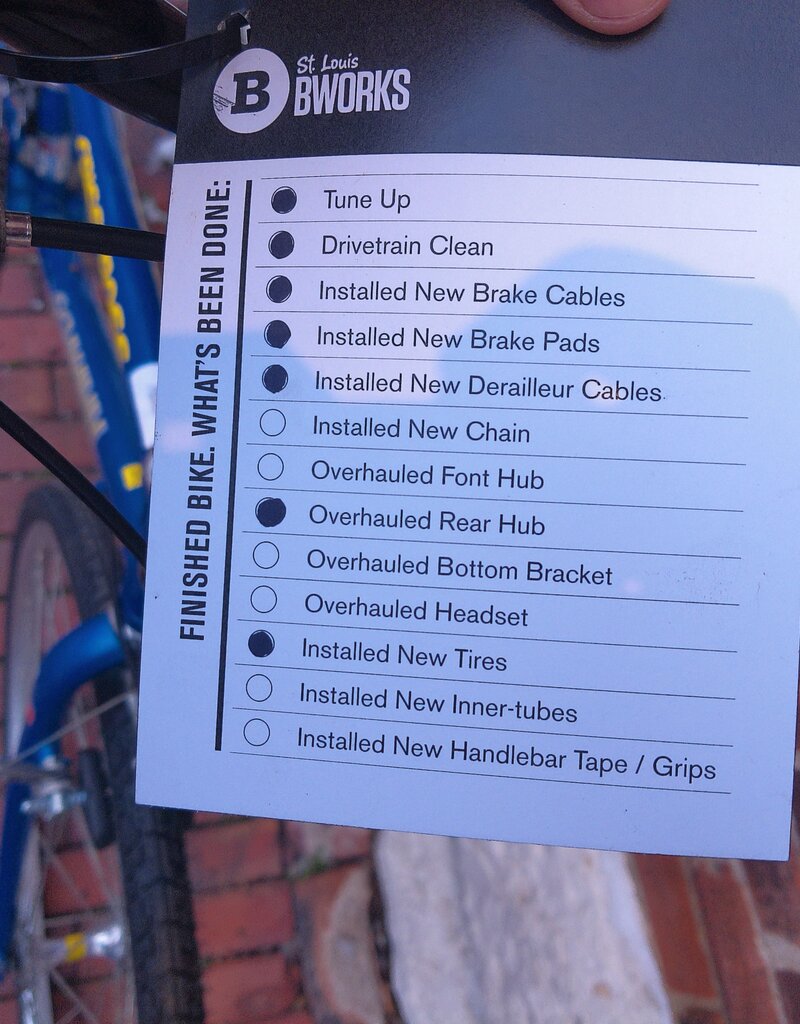 B
St. Louis
BWORKS
FINISHED BIKE. WHAT'S BEEN DONE:
Tune Up
Drivetrain Clean
Installed New Brake Cables
Installed New Brake Pads
Installed New Derailleur Cables
Installed New Chain
Overhauled Font Hub
Overhauled Rear Hub
Overhauled Bottom Bracket
Overhauled Headset
Installed New Tires
Installed New Inner-tubes
Installed New Handlebar Tape / Grips